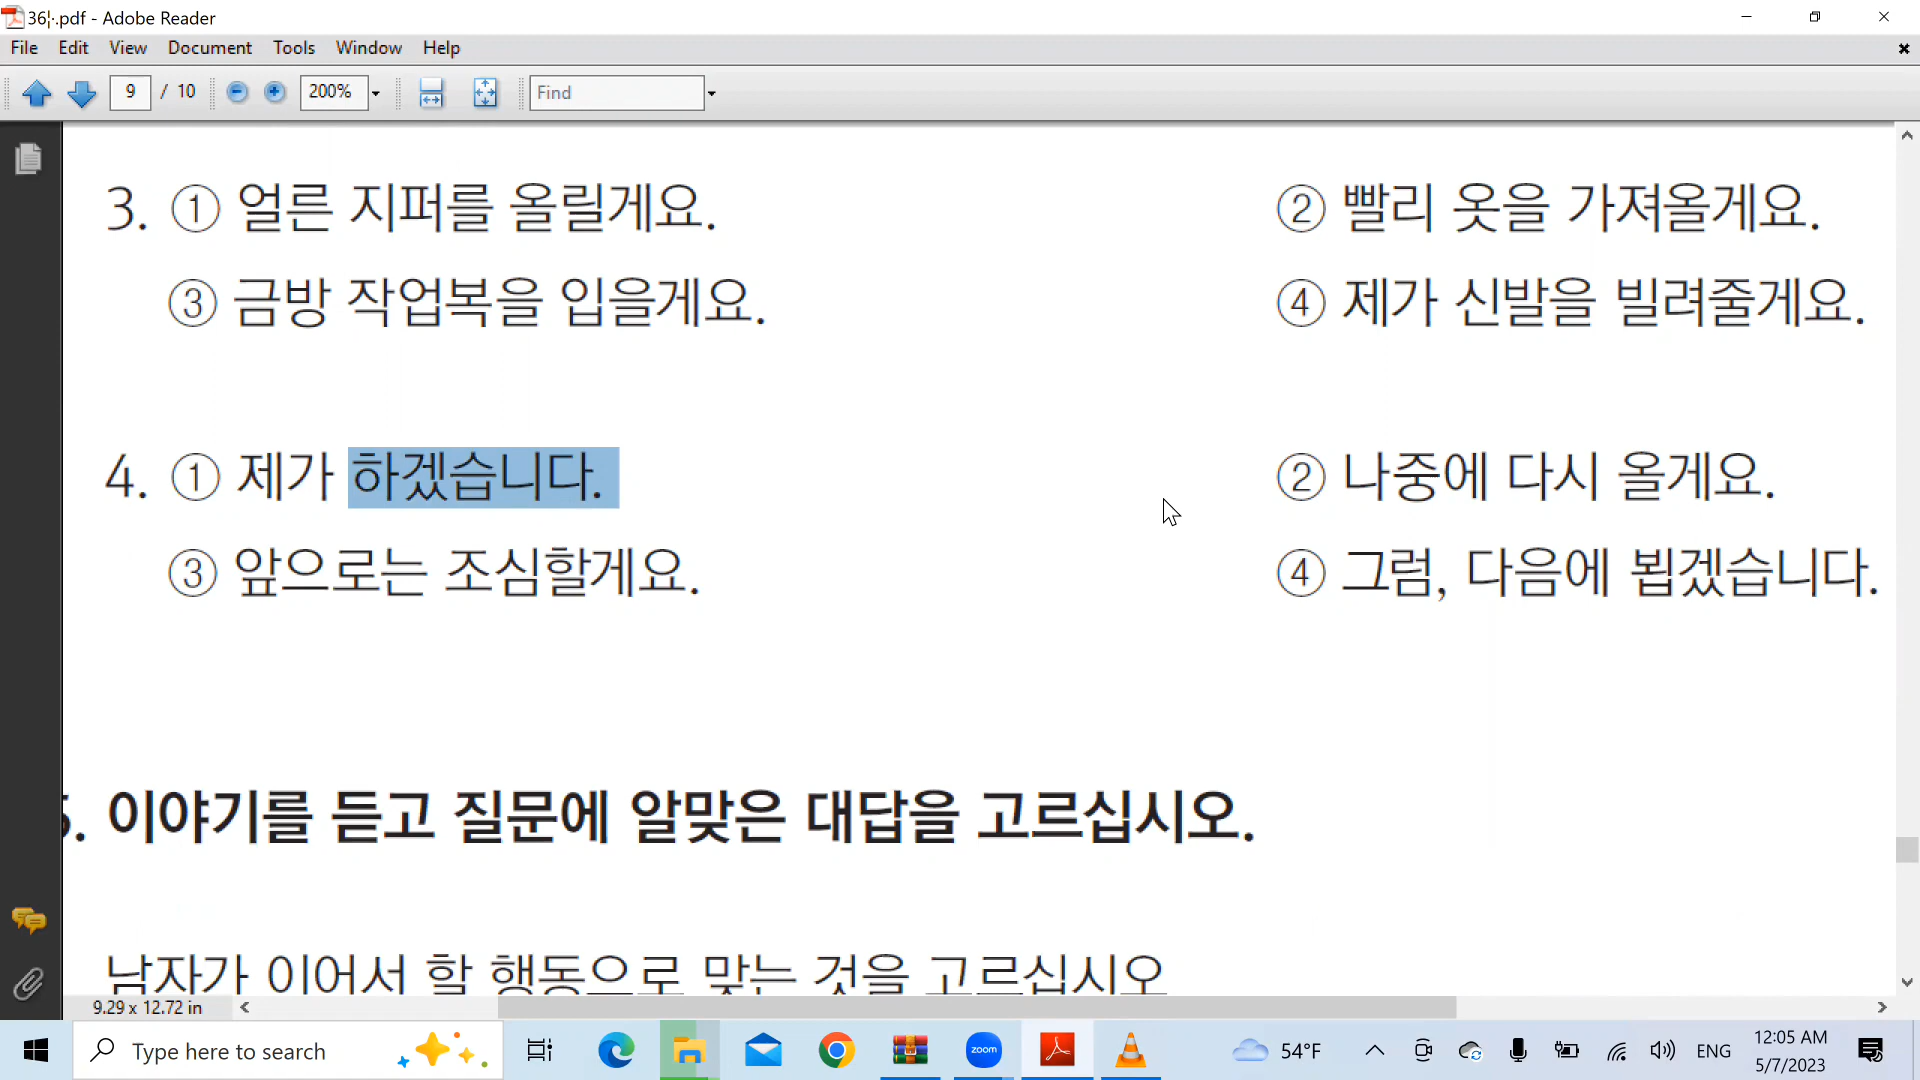 36¦·.pdf - Adobe Reader
File Edit View Document Tools Window Help
9 / 10 200% Find
3. ① 얼른 지퍼를 올릴게요. ② 빨리 옷을 가져올게요.
③ 금방 작업복을 입을게요. ④ 제가 신발을 빌려줄게요.
4. ① 제가 하겠습니다. ② 나중에 다시 올게요.
③ 앞으로는 조심할게요. ④ 그럼, 다음에 뵙겠습니다.
5. 이야기를 듣고 질문에 알맞은 대답을 고르십시오.
남자가 이어서 할 행동으로 맞는 것을 고르십시오
9.29 x 12.72 in
Type here to search zoom 54°F ENG 12:05 AM
5/7/2023